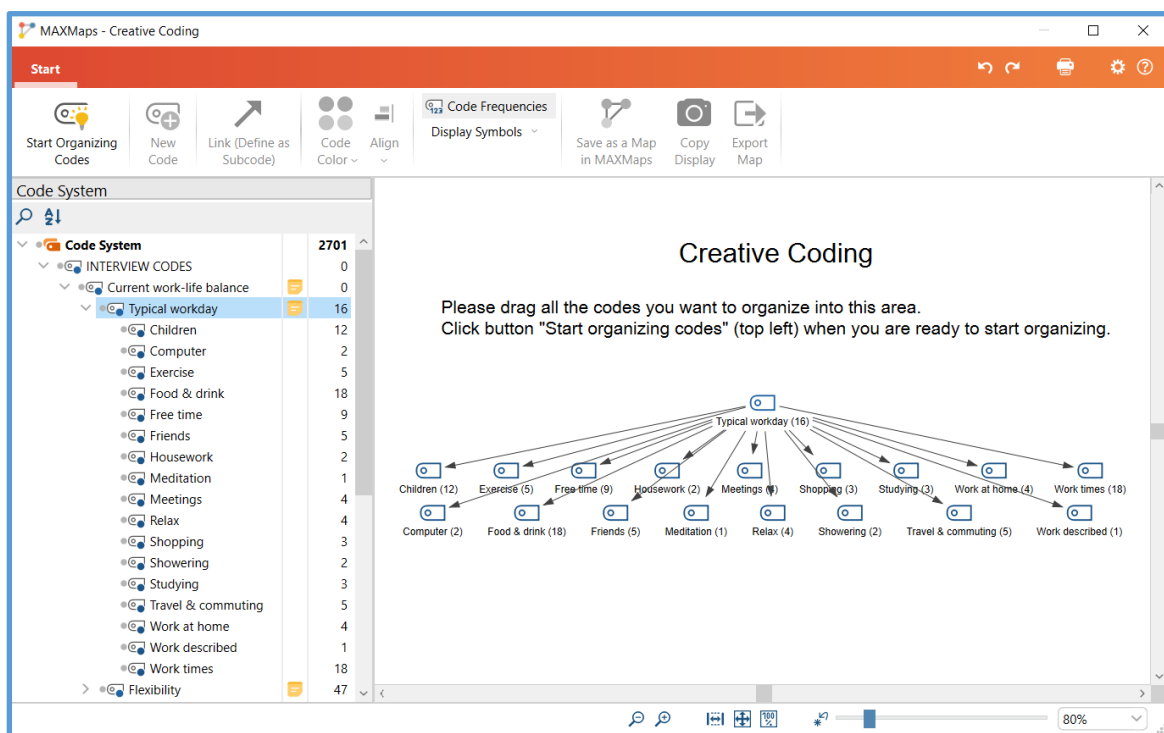 MAXMaps - Creative Coding
Start
Start Organizing
Codes
New
Code
Link (Define as
Subcode)
Code
Color
Align
123
Code Frequencies
Display Symbols
Save as a Map
in MAXMaps
Copy
Display
Export
Map
Code System
Code System 2701
INTERVIEW CODES 0
Current work-life balance 0
Typical workday 16
Children 12
Computer 2
Exercise 5
Food & drink 18
Free time 9
Friends 5
Housework 2
Meditation 1
Meetings 4
Relax 4
Shopping 3
Showering 2
Studying 3
Travel & commuting 5
Work at home 4
Work described 1
Work times 18
Flexibility 47
Creative Coding
Please drag all the codes you want to organize into this area.
Click button "Start organizing codes" (top left) when you are ready to start organizing.
Typical workday (16)
Children (12) Exercise (5) Free time (9) Housework (2) Meetings (4) Shopping (3) Studying (3) Work at home (4) Work times (18)
Computer (2) Food & drink (18) Friends (5) Meditation (1) Relax (4) Showering (2) Travel & commuting (5) Work described (1)
100
%
80%